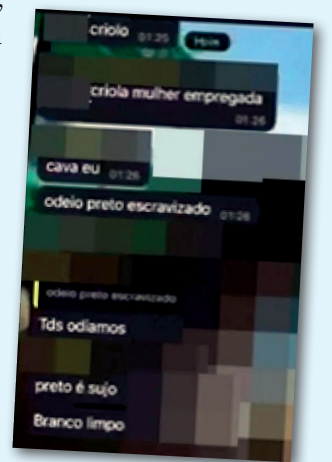 criolo 01:25
Hoje
criola mulher empregada
01:26
cava eu 01:26
odeio preto escravizado 01:26
odeio preto escravizado
Tds odiamos
preto é sujo
Branco limpo